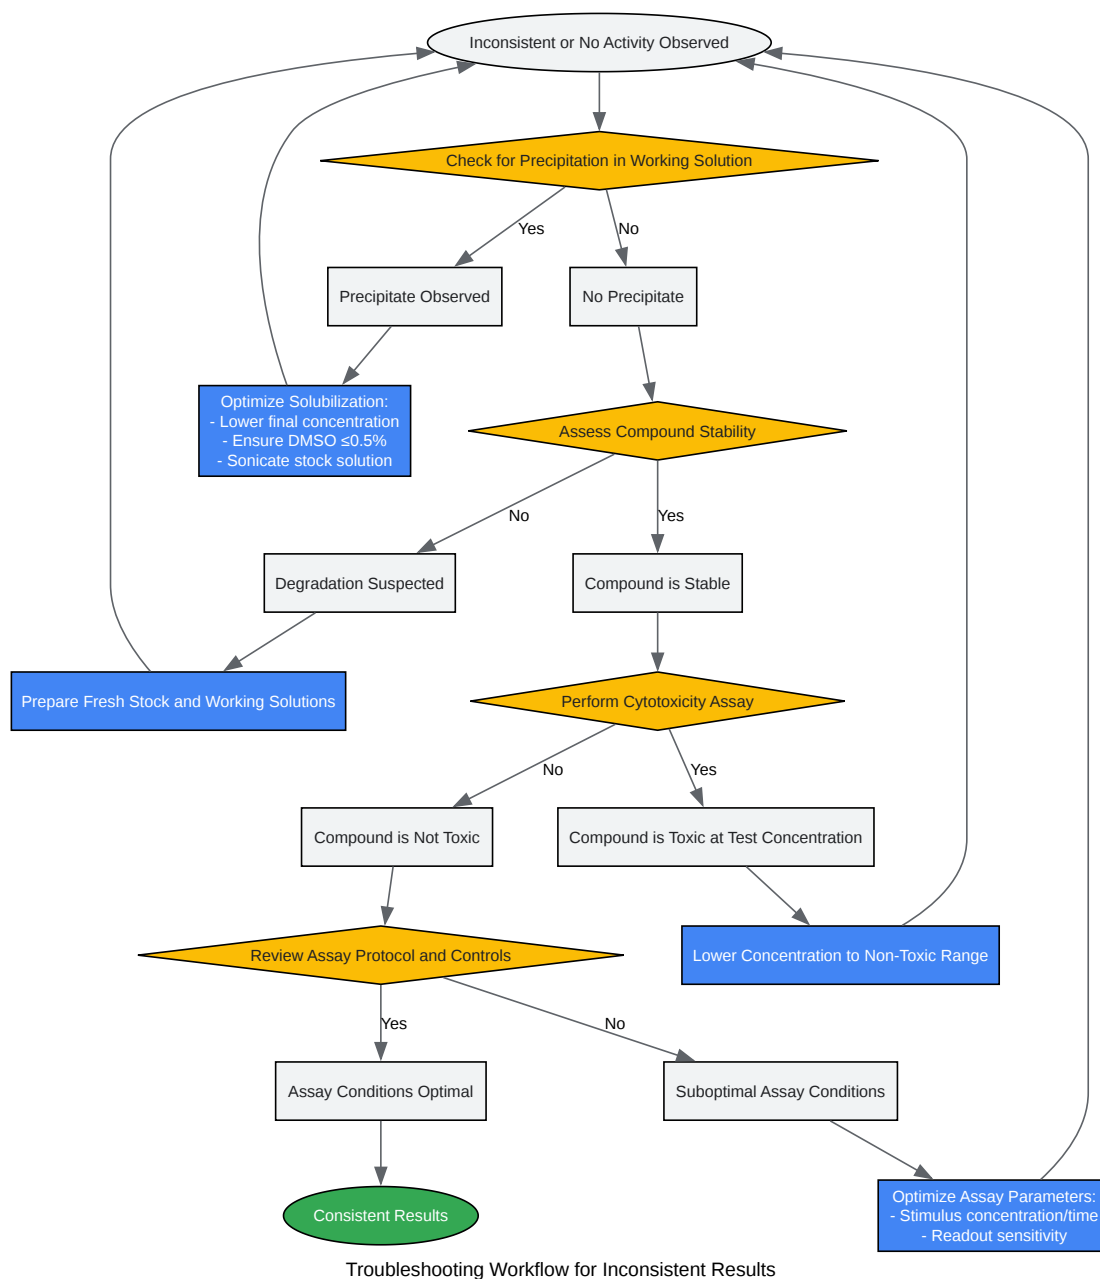 Inconsistent or No Activity Observed
Check for Precipitation in Working Solution
Yes
No
Precipitate Observed
No Precipitate
Optimize Solubilization:
- Lower final concentration
- Ensure DMSO ≤0.5%
- Sonicate stock solution
Assess Compound Stability
No
Yes
Degradation Suspected
Compound is Stable
Prepare Fresh Stock and Working Solutions
Perform Cytotoxicity Assay
No
Yes
Compound is Not Toxic
Compound is Toxic at Test Concentration
Review Assay Protocol and Controls
Lower Concentration to Non-Toxic Range
Yes
No
Assay Conditions Optimal
Suboptimal Assay Conditions
Consistent Results
Optimize Assay Parameters:
- Stimulus concentration/time
- Readout sensitivity
Troubleshooting Workflow for Inconsistent Results